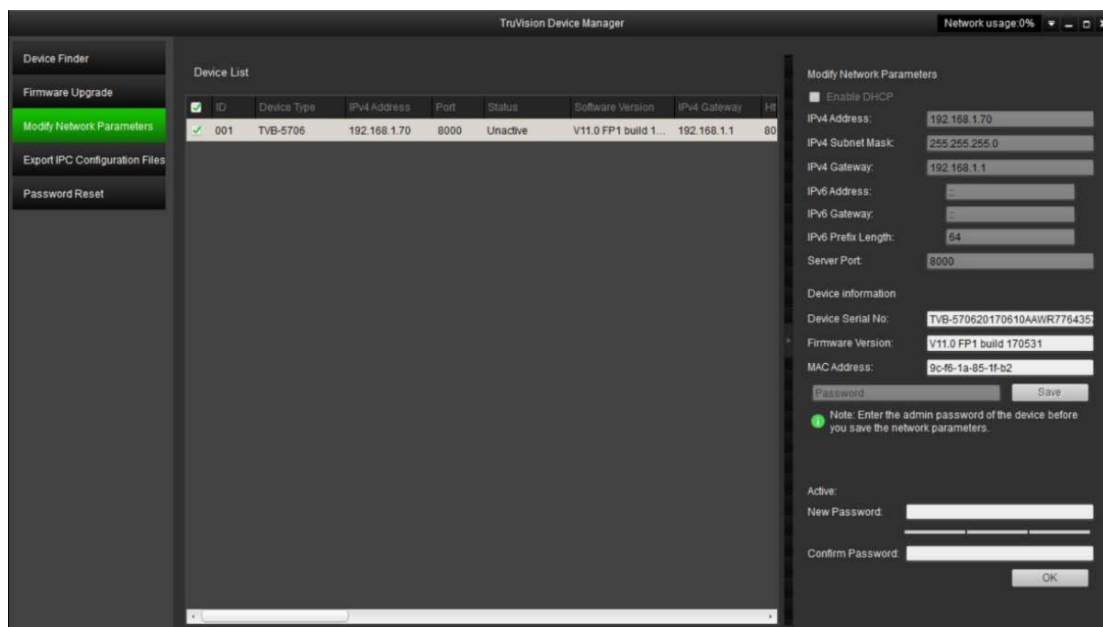 TruVision Device Manager
Network usage:0%
Device Finder
Firmware Upgrade
Modify Network Parameters
Export IPC Configuration Files
Password Reset
Device List
ID Device Type IPv4 Address Port Status Software Version IPv4 Gateway Ht
001 TVB-5706 192.168.1.70 8000 Unactive V11.0 FP1 build 1... 192.168.1.1 80
Modify Network Parameters
Enable DHCP
IPv4 Address: 192.168.1.70
IPv4 Subnet Mask: 255.255.255.0
IPv4 Gateway: 192.168.1.1
IPv6 Address: ::
IPv6 Gateway: ::
IPv6 Prefix Length: 64
Server Port: 8000
Device information
Device Serial No: TVB-570620170610AAWR776435
Firmware Version: V11.0 FP1 build 170531
MAC Address: 9c-f6-1a-85-1f-b2
Password Save
Note: Enter the admin password of the device before
you save the network parameters.
Active:
New Password:
Confirm Password:
OK